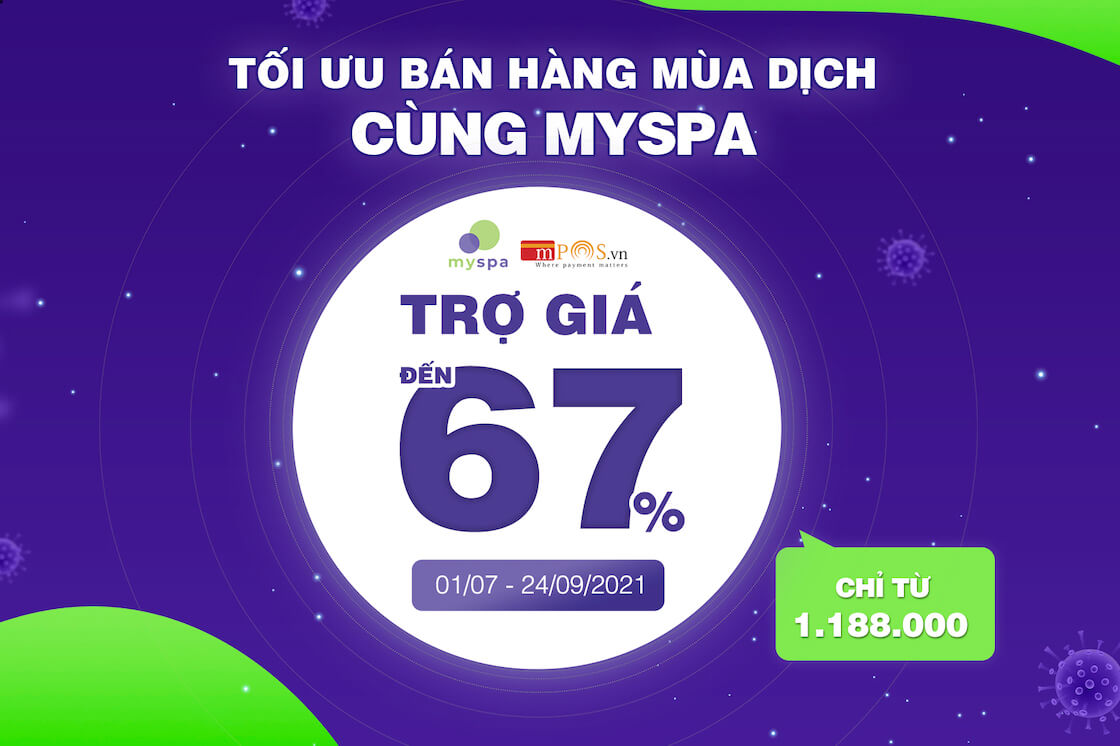 TỐI ƯU BÁN HÀNG MÙA DỊCH
CÙNG MYSPA
myspa
mPOS.vn
Where payment matters
TRỢ GIÁ
ĐẾN
67%
01/07 - 24/09/2021
CHỈ TỪ
1.188.000